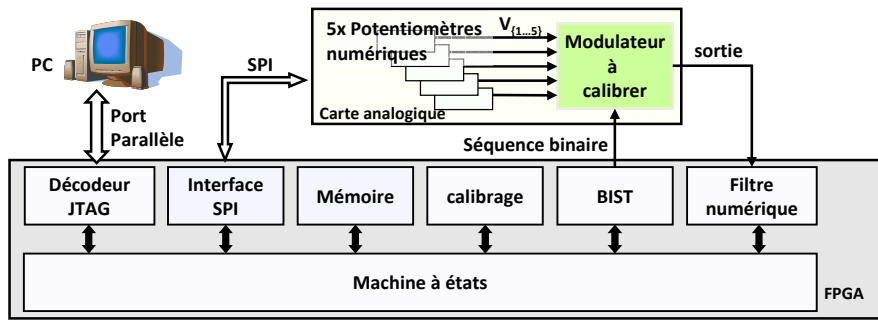 5x Potentiomètres
numériques
V{1...5}
Modulateur
à
calibrer
sortie
PC
SPI
Carte analogique
Port
Parallèle
Séquence binaire
Décodeur
JTAG
Interface
SPI
Mémoire
calibrage
BIST
Filtre
numérique
Machine à états
FPGA